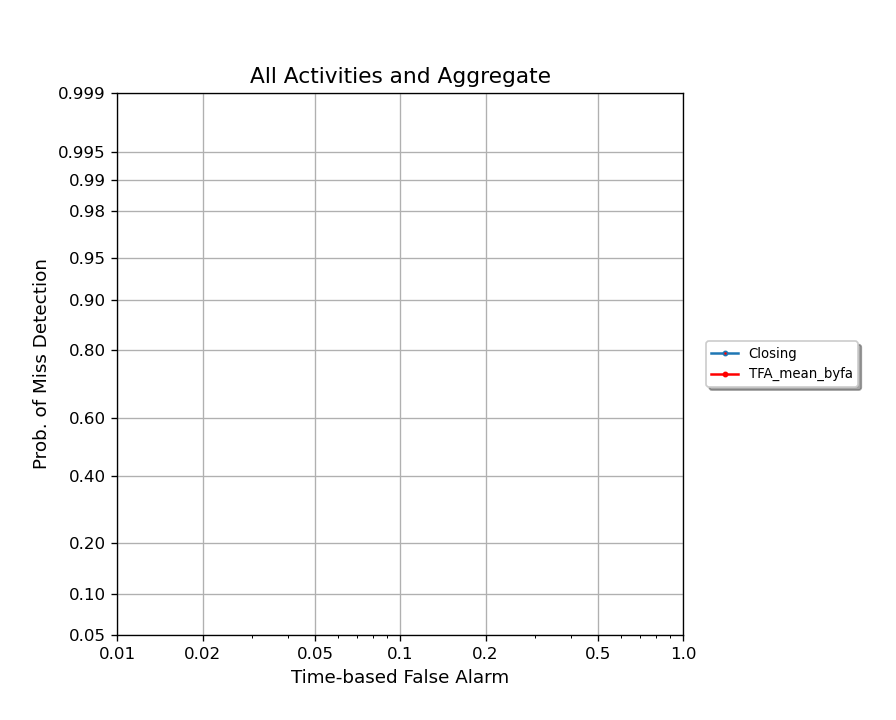 All Activities and Aggregate
0.999
0.995
0.99
0.98
0.95
0.90
0.80
0.60
0.40
0.20
0.10
0.05
Prob. of Miss Detection
0.01 0.02 0.05 0.1 0.2 0.5 1.0
Time-based False Alarm
Closing
TFA_mean_byfa